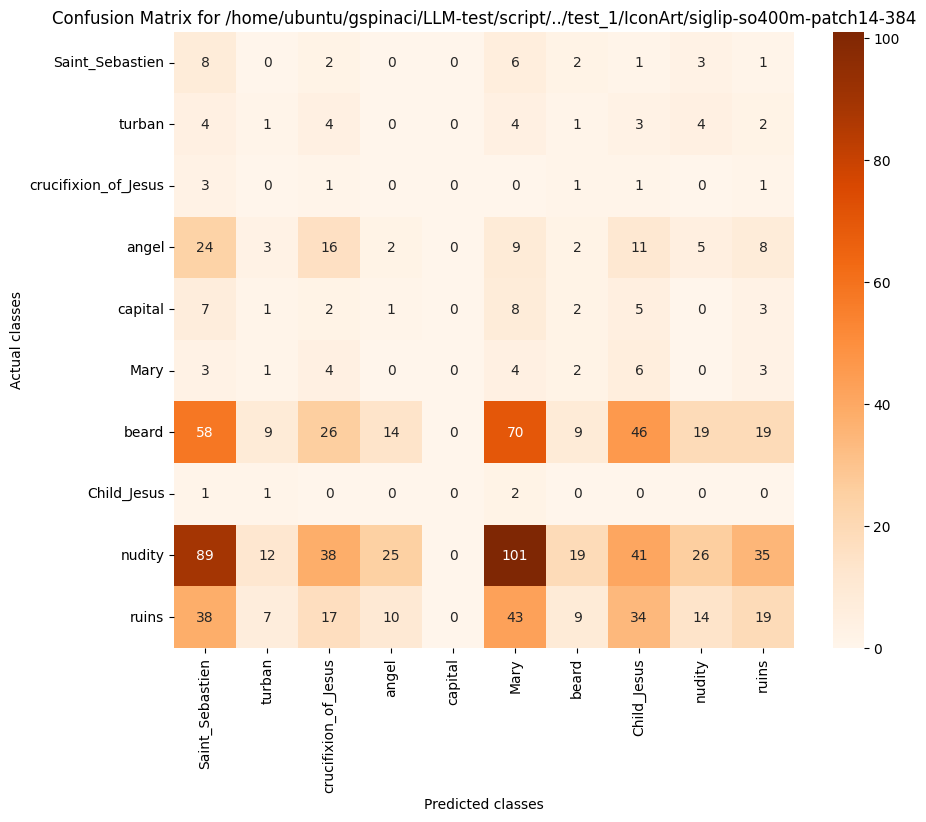 Confusion Matrix for /home/ubuntu/gspinaci/LLM-test/script/../test_1/IconArt/siglip-so400m-patch14-384
Saint_Sebastien 8 0 2 0 0 6 2 1 3 1
turban 4 1 4 0 0 4 1 3 4 2
crucifixion_of_Jesus 3 0 1 0 0 0 1 1 0 1
angel 24 3 16 2 0 9 2 11 5 8
capital 7 1 2 1 0 8 2 5 0 3
Mary 3 1 4 0 0 4 2 6 0 3
beard 58 9 26 14 0 70 9 46 19 19
Child_Jesus 1 1 0 0 0 2 0 0 0 0
nudity 89 12 38 25 0 101 19 41 26 35
ruins 38 7 17 10 0 43 9 34 14 19
Saint_Sebastien turban crucifixion_of_Jesus angel capital Mary beard Child_Jesus nudity ruins
Predicted classes
Actual classes
100
80
60
40
20
0